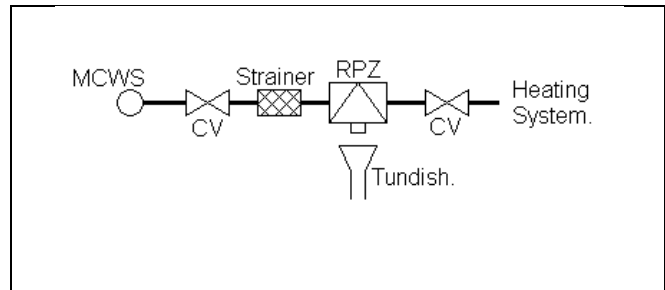 MCWS
Strainer
RPZ
Heating
System.
CV
CV
Tundish.